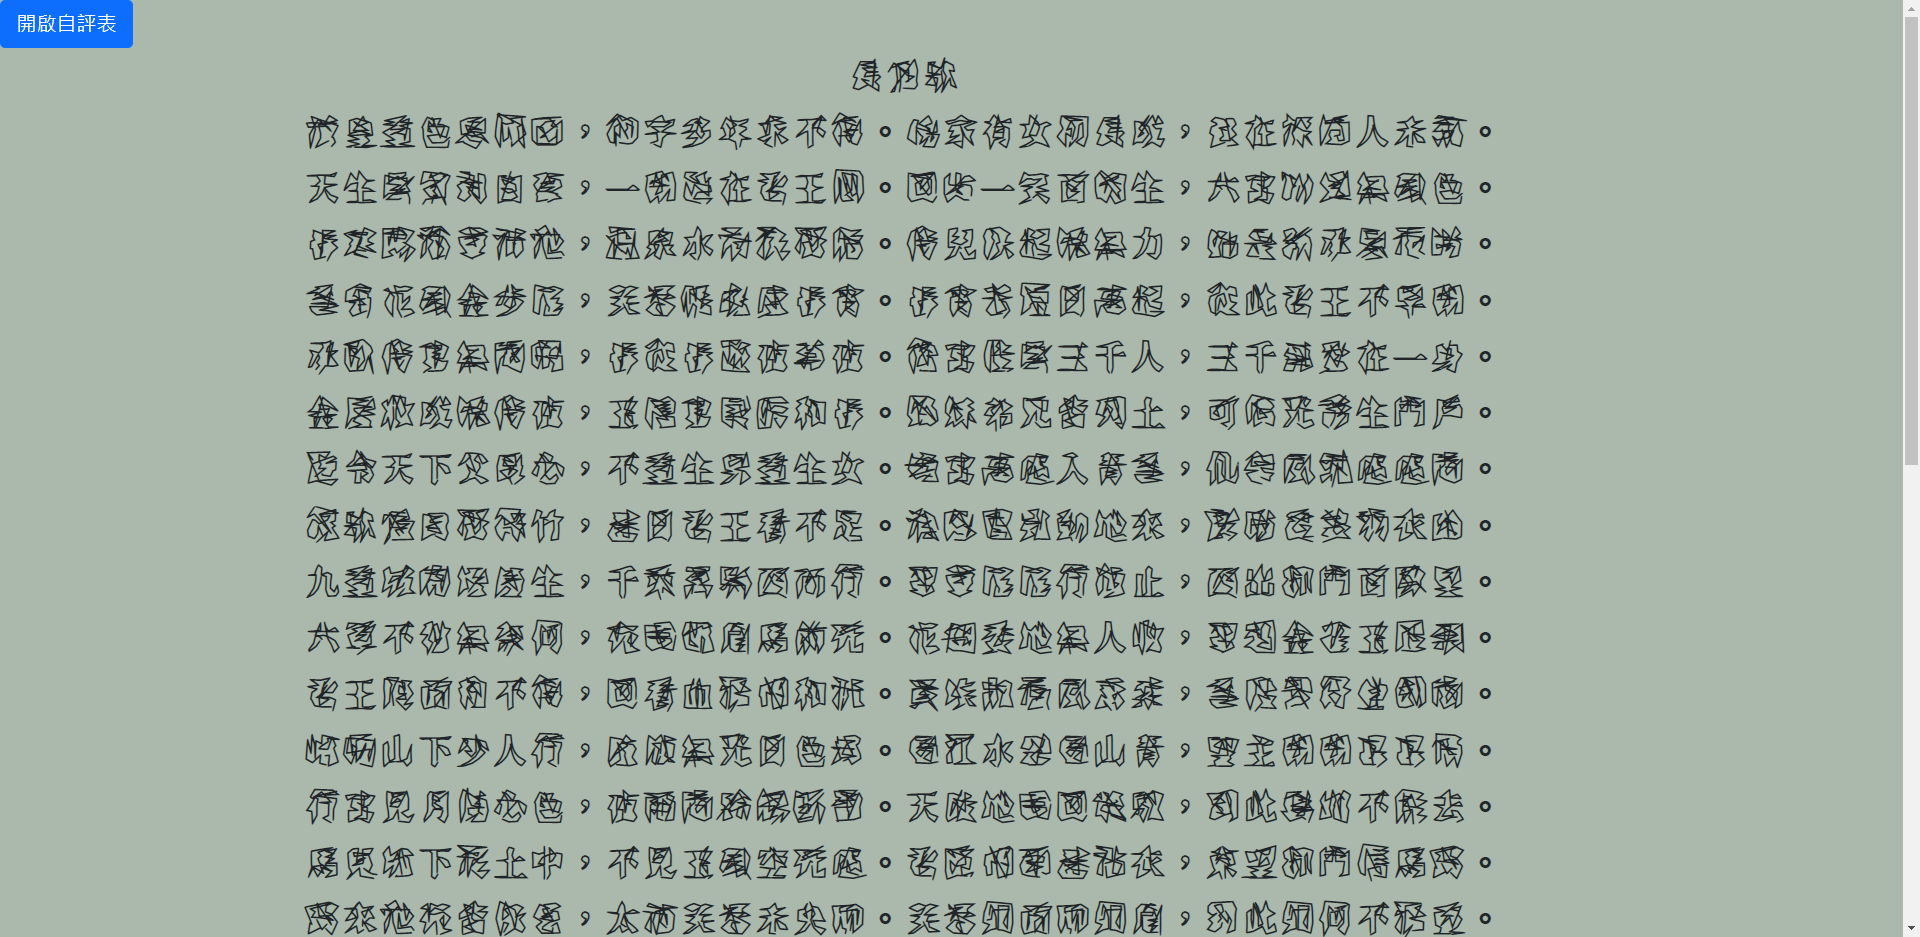 開啟自評表
長恨歌
漢皇重色思傾國，御宇多年求不得。楊家有女初長成，養在深閨人未識。
天生麗質難自棄，一朝選在君王側。回眸一笑百媚生，六宮粉黛無顏色。
春寒賜浴華清池，溫泉水滑洗凝脂。侍兒扶起嬌無力，始是新承恩澤時。
雲鬢花顏金步搖，芙蓉帳暖度春宵。春宵苦短日高起，從此君王不早朝。
承歡侍宴無閒暇，春從春遊夜專夜。後宮佳麗三千人，三千寵愛在一身。
金屋妝成嬌侍夜，玉樓宴罷醉和春。姊妹弟兄皆列土，可憐光彩生門戶。
遂令天下父母心，不重生男重生女。驪宮高處入青雲，仙樂風飄處處聞。
緩歌慢舞凝絲竹，盡日君王看不足。漁陽鼙鼓動地來，驚破霓裳羽衣曲。
九重城闕煙塵生，千乘萬騎西南行。翠華搖搖行復止，西出都門百餘里。
六軍不發無奈何，宛轉蛾眉馬前死。花鈿委地無人收，翠翹金雀玉搔頭。
君王掩面救不得，回看血淚相和流。黃埃散漫風蕭索，雲棧縈紆登劍閣。
峨嵋山下少人行，旌旗無光日色薄。蜀江水碧蜀山青，聖主朝朝暮暮情。
行宮見月傷心色，夜雨聞鈴腸斷聲。天旋地轉迴龍馭，到此躊躇不能去。
馬嵬坡下泥土中，不見玉顏空死處。君臣相顧盡霑衣，東望都門信馬歸。
歸來池苑皆依舊，太液芙蓉未央柳。芙蓉如面柳如眉，對此如何不淚垂。